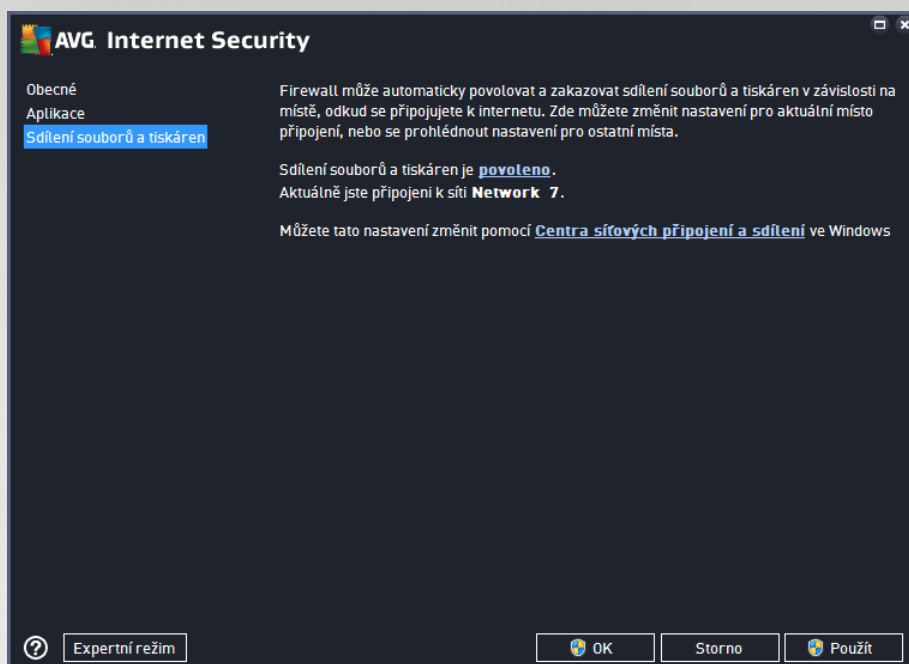 AVG. Internet Security
Obecné
Aplikace
Sdílení souborů a tiskáren
Firewall může automaticky povolovat a zakazovat sdílení souborů a tiskáren v závislosti na
místě, odkud se připojujete k internetu. Zde můžete změnit nastavení pro aktuální místo
připojení, nebo se prohlédnout nastavení pro ostatní místa.
Sdílení souborů a tiskáren je povoleno.
Aktuálně jste připojeni k síti Network 7.
Můžete tato nastavení změnit pomocí Centra síťových připojení a sdílení ve Windows
? Expertní režim
OK
Storno
Použít